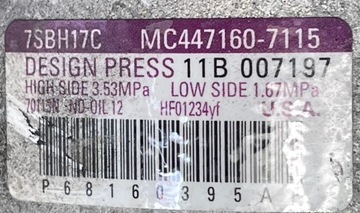 7SBH17C MC447160-7115
DESIGN PRESS 11B 007197
HIGH SIDE 3.53MPa LOW SIDE 1.67MPa
ND-OIL 12 HFO1234yf U.S.A.
P68160395A